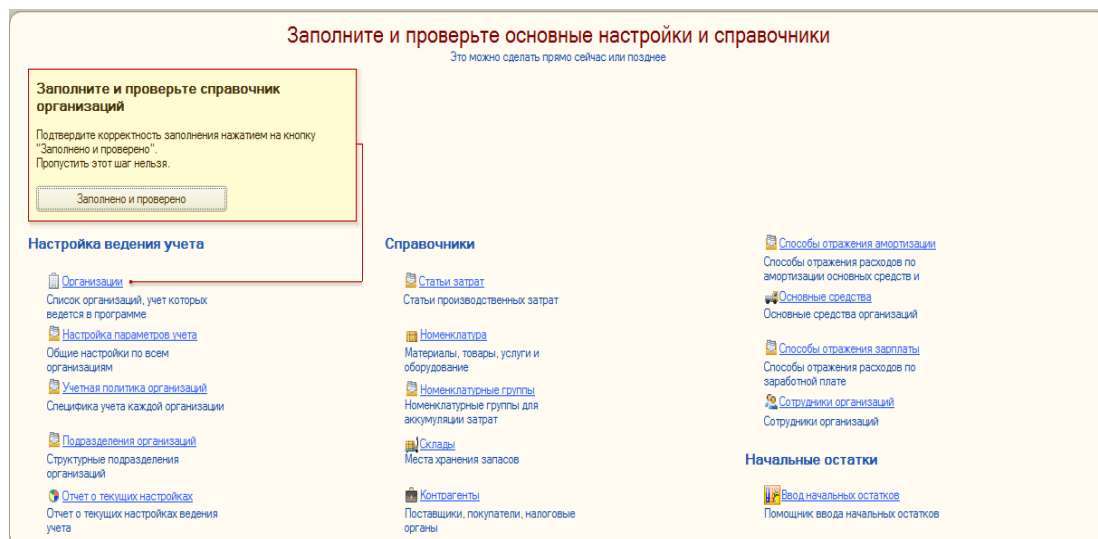 Заполните и проверьте основные настройки и справочники
Это можно сделать прямо сейчас или позднее
Заполните и проверьте справочник
организаций
Подтвердите корректность заполнения нажатием на кнопку
"Заполнено и проверено".
Пропустить этот шаг нельзя.
Заполнено и проверено
Настройка ведения учета
Организации
Список организаций, учет которых
ведется в программе
Настройка параметров учета
Общие настройки по всем
организациям
Учетная политика организаций
Специфика учета каждой организации
Подразделения организаций
Структурные подразделения
организаций
Отчет о текущих настройках
Отчет о текущих настройках ведения
учета
Справочники
Статьи затрат
Статьи производственных затрат
Номенклатура
Материалы, товары, услуги и
оборудование
Номенклатурные группы
Номенклатурные группы для
аккумуляции затрат
Склады
Места хранения запасов
Контрагенты
Поставщики, покупатели, налоговые
органы
Способы отражения амортизации
Способы отражения расходов по
амортизации основных средств и
Основные средства
Основные средства организаций
Способы отражения зарплаты
Способы отражения расходов по
заработной плате
Сотрудники организаций
Сотрудники организаций
Начальные остатки
Ввод начальных остатков
Помощник ввода начальных остатков